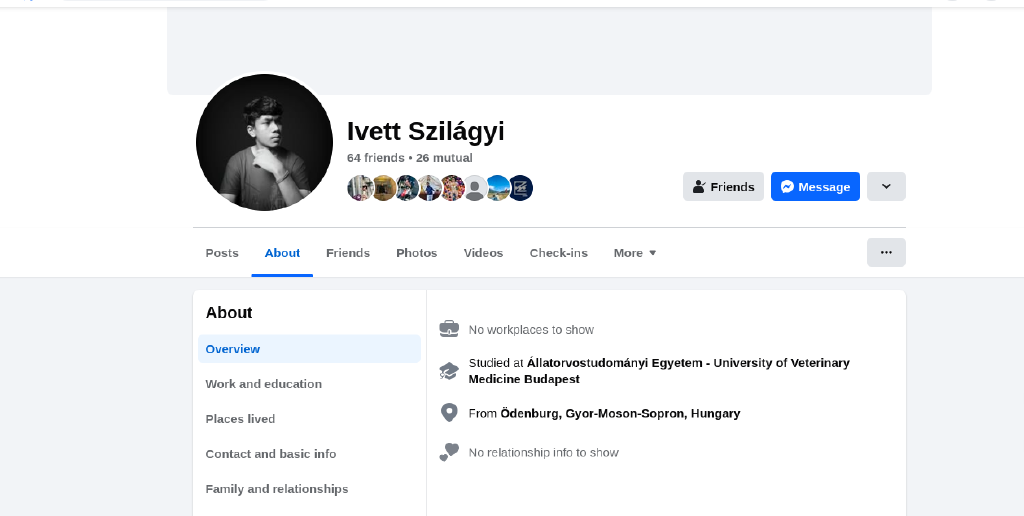 Ivett Szilágyi
64 friends • 26 mutual
Friends
Message
Posts
About
Friends
Photos
Videos
Check-ins
More
About
Overview
Work and education
Places lived
Contact and basic info
Family and relationships
No workplaces to show
Studied at Állatorvostudományi Egyetem - University of Veterinary
Medicine Budapest
From Ödenburg, Gyor-Moson-Sopron, Hungary
No relationship info to show